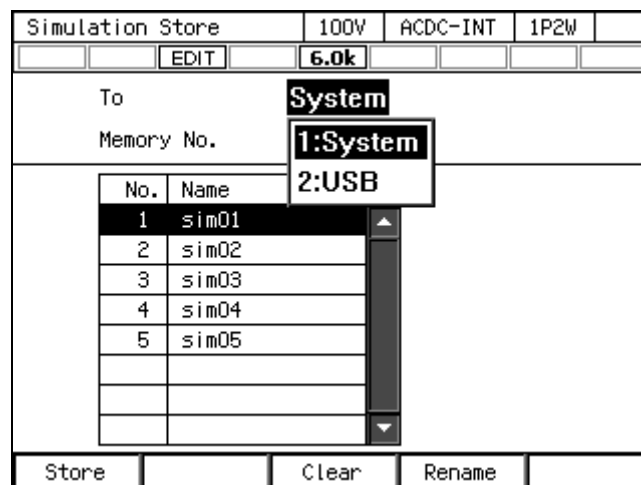 Simulation Store 100V ACDC-INT 1P2W
EDIT 6.0k
To System
Memory No. 1:System
2:USB
No. Name
1 sim01
2 sim02
3 sim03
4 sim04
5 sim05
Store Clear Rename